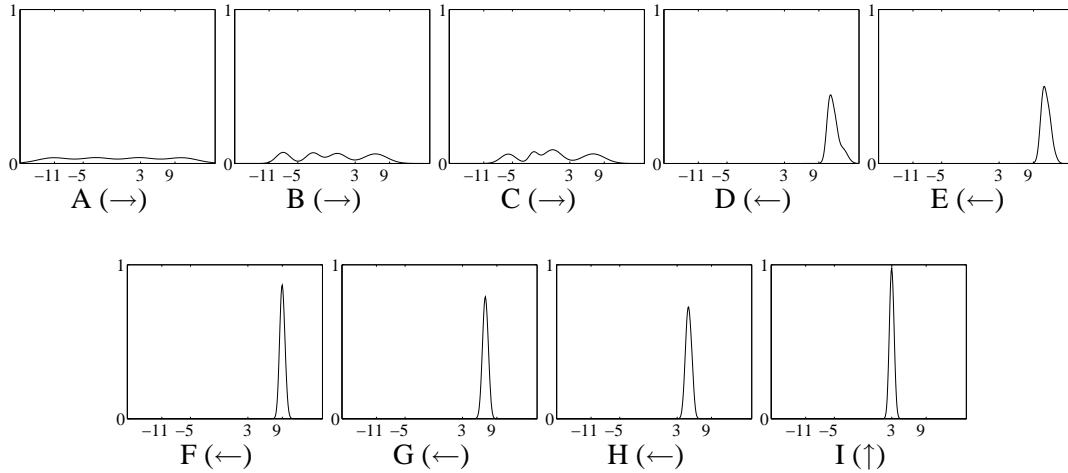 1 1 1 1 1
0 0 0 0 0
−11 −5 3 9 −11 −5 3 9 −11 −5 3 9 −11 −5 3 9 −11 −5 3 9
A (→) B (→) C (→) D (←) E (←)
1 1 1 1
0 0 0 0
−11 −5 3 9 −11 −5 3 9 −11 −5 3 9 −11 −5 3 9
F (←) G (←) H (←) I (↑)